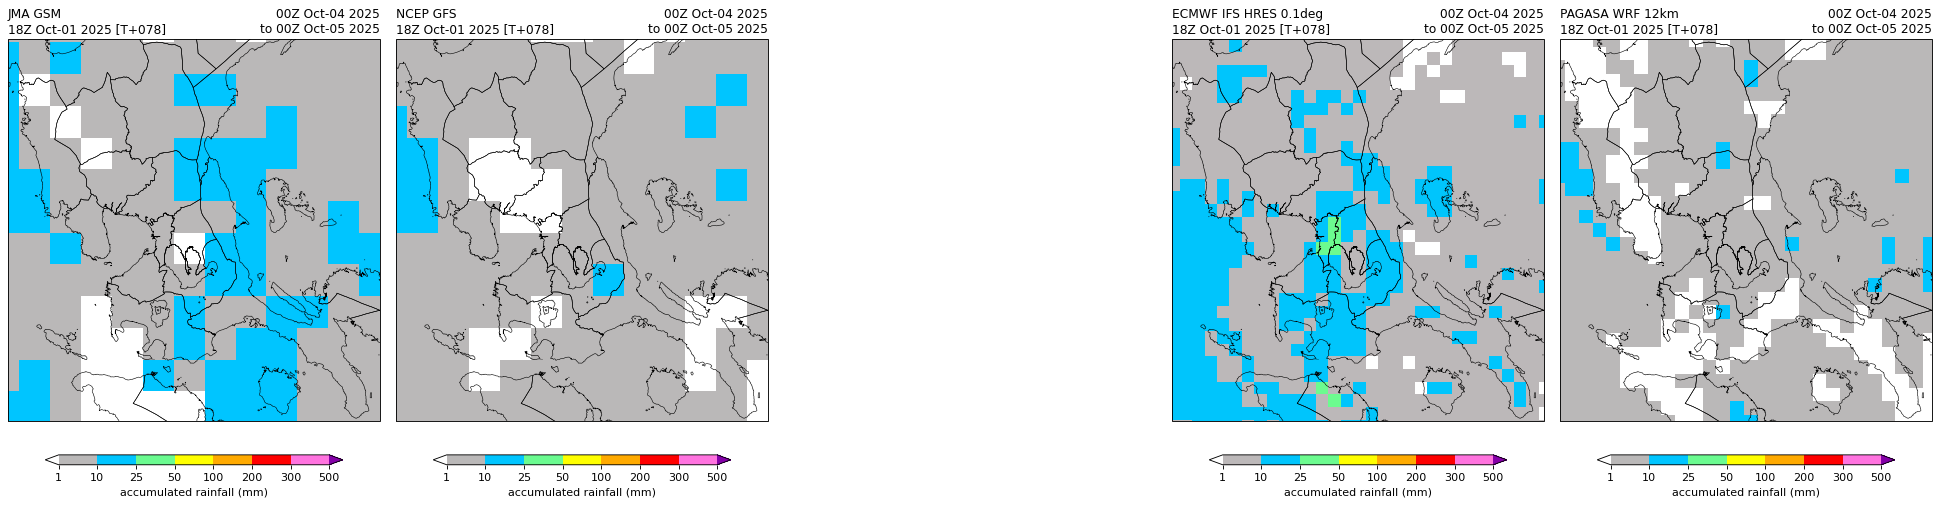 JMA GSM
00Z Oct-04 2025
18Z Oct-01 2025 [T+078]
to 00Z Oct-05 2025
1 10 25 50 100 200 300 500
accumulated rainfall (mm)
NCEP GFS
00Z Oct-04 2025
18Z Oct-01 2025 [T+078]
to 00Z Oct-05 2025
1 10 25 50 100 200 300 500
accumulated rainfall (mm)
ECMWF IFS HRES 0.1deg
00Z Oct-04 2025
18Z Oct-01 2025 [T+078]
to 00Z Oct-05 2025
1 10 25 50 100 200 300 500
accumulated rainfall (mm)
PAGASA WRF 12km
00Z Oct-04 2025
18Z Oct-01 2025 [T+078]
to 00Z Oct-05 2025
1 10 25 50 100 200 300 500
accumulated rainfall (mm)